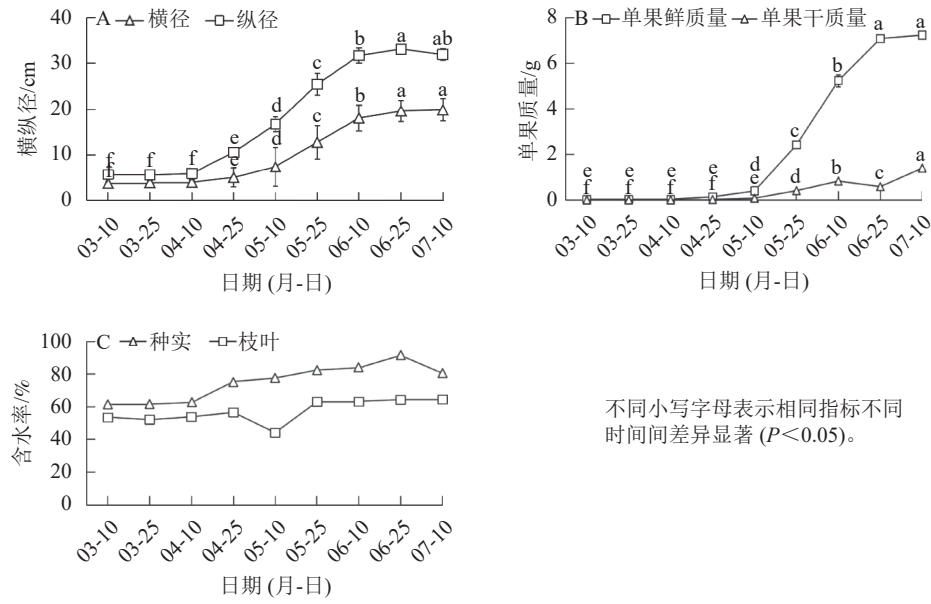 A 横径 纵径
40
30
20
10
0
横纵径/cm
f f f e d c b a ab
f f f e d c b a a
03-10 03-25 04-10 04-25 05-10 05-25 06-10 06-25 07-10
日期 (月-日)
B 单果鲜质量 单果干质量
8
6
4
2
0
单果质量/g
e e e e d c b a a
f f f f e d b c a
03-10 03-25 04-10 04-25 05-10 05-25 06-10 06-25 07-10
日期 (月-日)
C 种实 枝叶
100
80
60
40
20
0
含水率/%
03-10 03-25 04-10 04-25 05-10 05-25 06-10 06-25 07-10
日期 (月-日)
不同小写字母表示相同指标不同
时间间差异显著 (P＜0.05)。